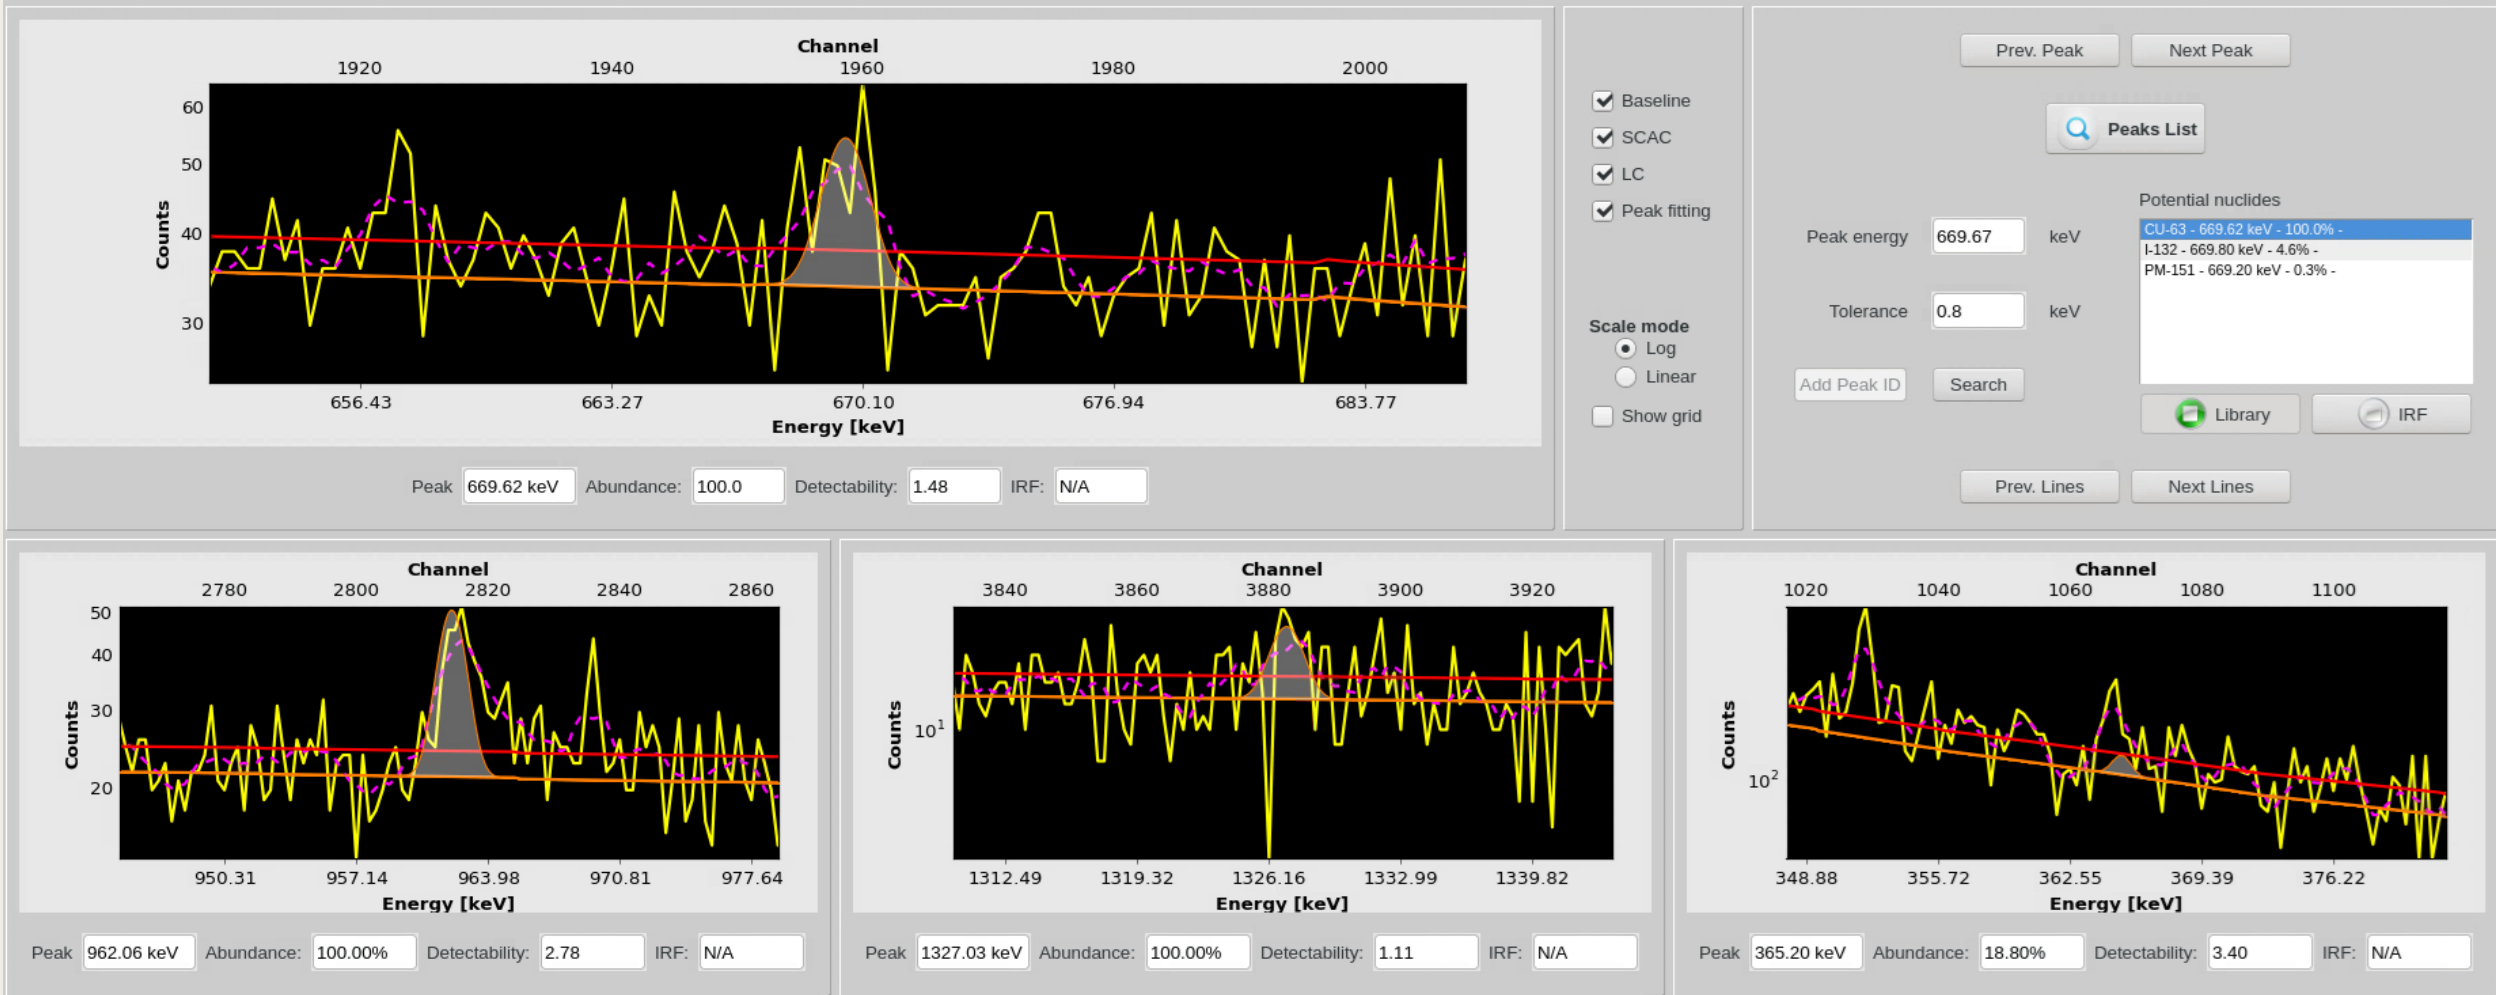 Channel
1920 1940 1960 1980 2000
60
50
40
30
Counts
656.43 663.27 670.10 676.94 683.77
Energy [keV]
Peak 669.62 keV Abundance: 100.0 Detectability: 1.48 IRF: N/A
Baseline
SCAC
LC
Peak fitting
Scale mode
Log
Linear
Show grid
Prev. Peak Next Peak
Peaks List
Potential nuclides
Peak energy 669.67 keV
Tolerance 0.8 keV
CU-63 - 669.62 keV - 100.0% -
I-132 - 669.80 keV - 4.6% -
PM-151 - 669.20 keV - 0.3% -
Add Peak ID Search
Library IRF
Prev. Lines Next Lines
Channel
2780 2800 2820 2840 2860
50
40
30
20
Counts
950.31 957.14 963.98 970.81 977.64
Energy [keV]
Peak 962.06 keV Abundance: 100.00% Detectability: 2.78 IRF: N/A
Channel
3840 3860 3880 3900 3920
10¹
Counts
1312.49 1319.32 1326.16 1332.99 1339.82
Energy [keV]
Peak 1327.03 keV Abundance: 100.00% Detectability: 1.11 IRF: N/A
Channel
1020 1040 1060 1080 1100
10²
Counts
348.88 355.72 362.55 369.39 376.22
Energy [keV]
Peak 365.20 keV Abundance: 18.80% Detectability: 3.40 IRF: N/A